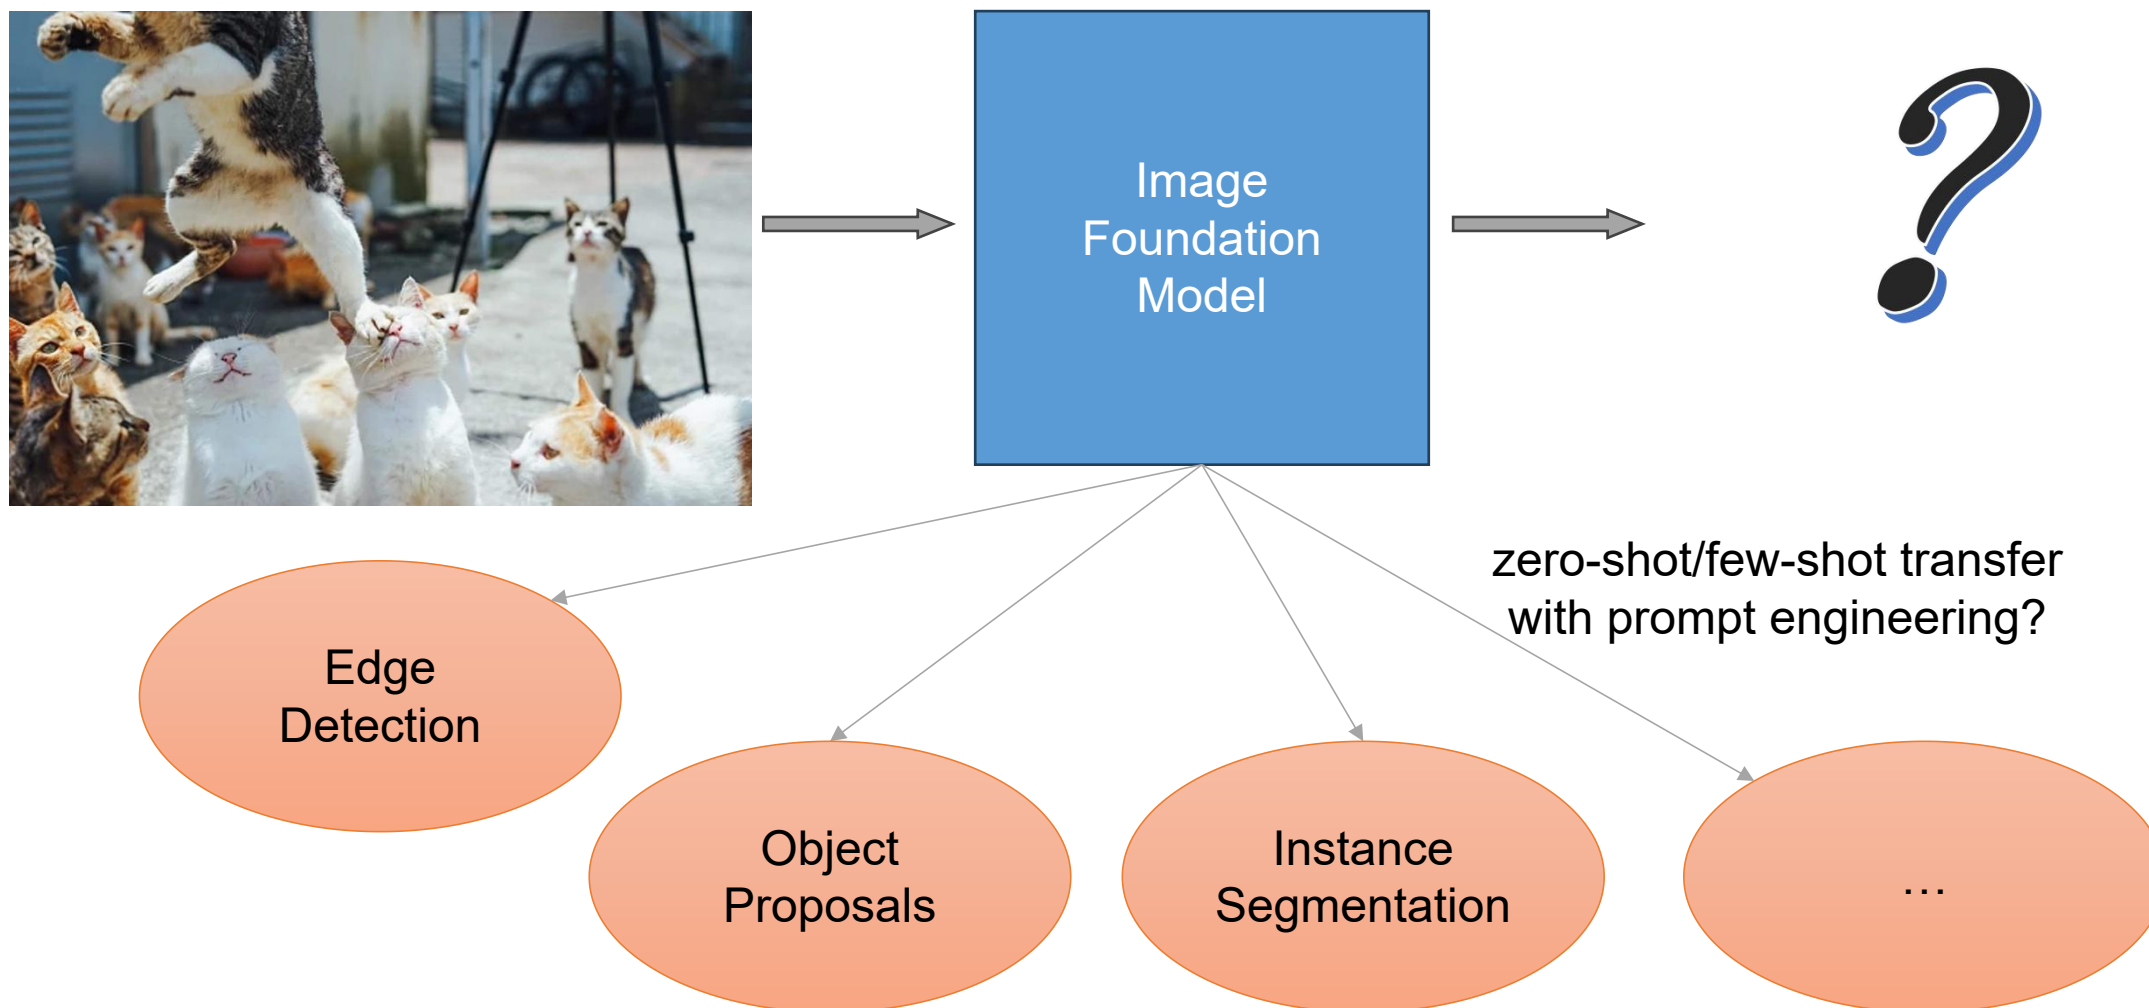 Image
Foundation
Model
?
zero-shot/few-shot transfer
with prompt engineering?
Edge
Detection
Object
Proposals
Instance
Segmentation
…